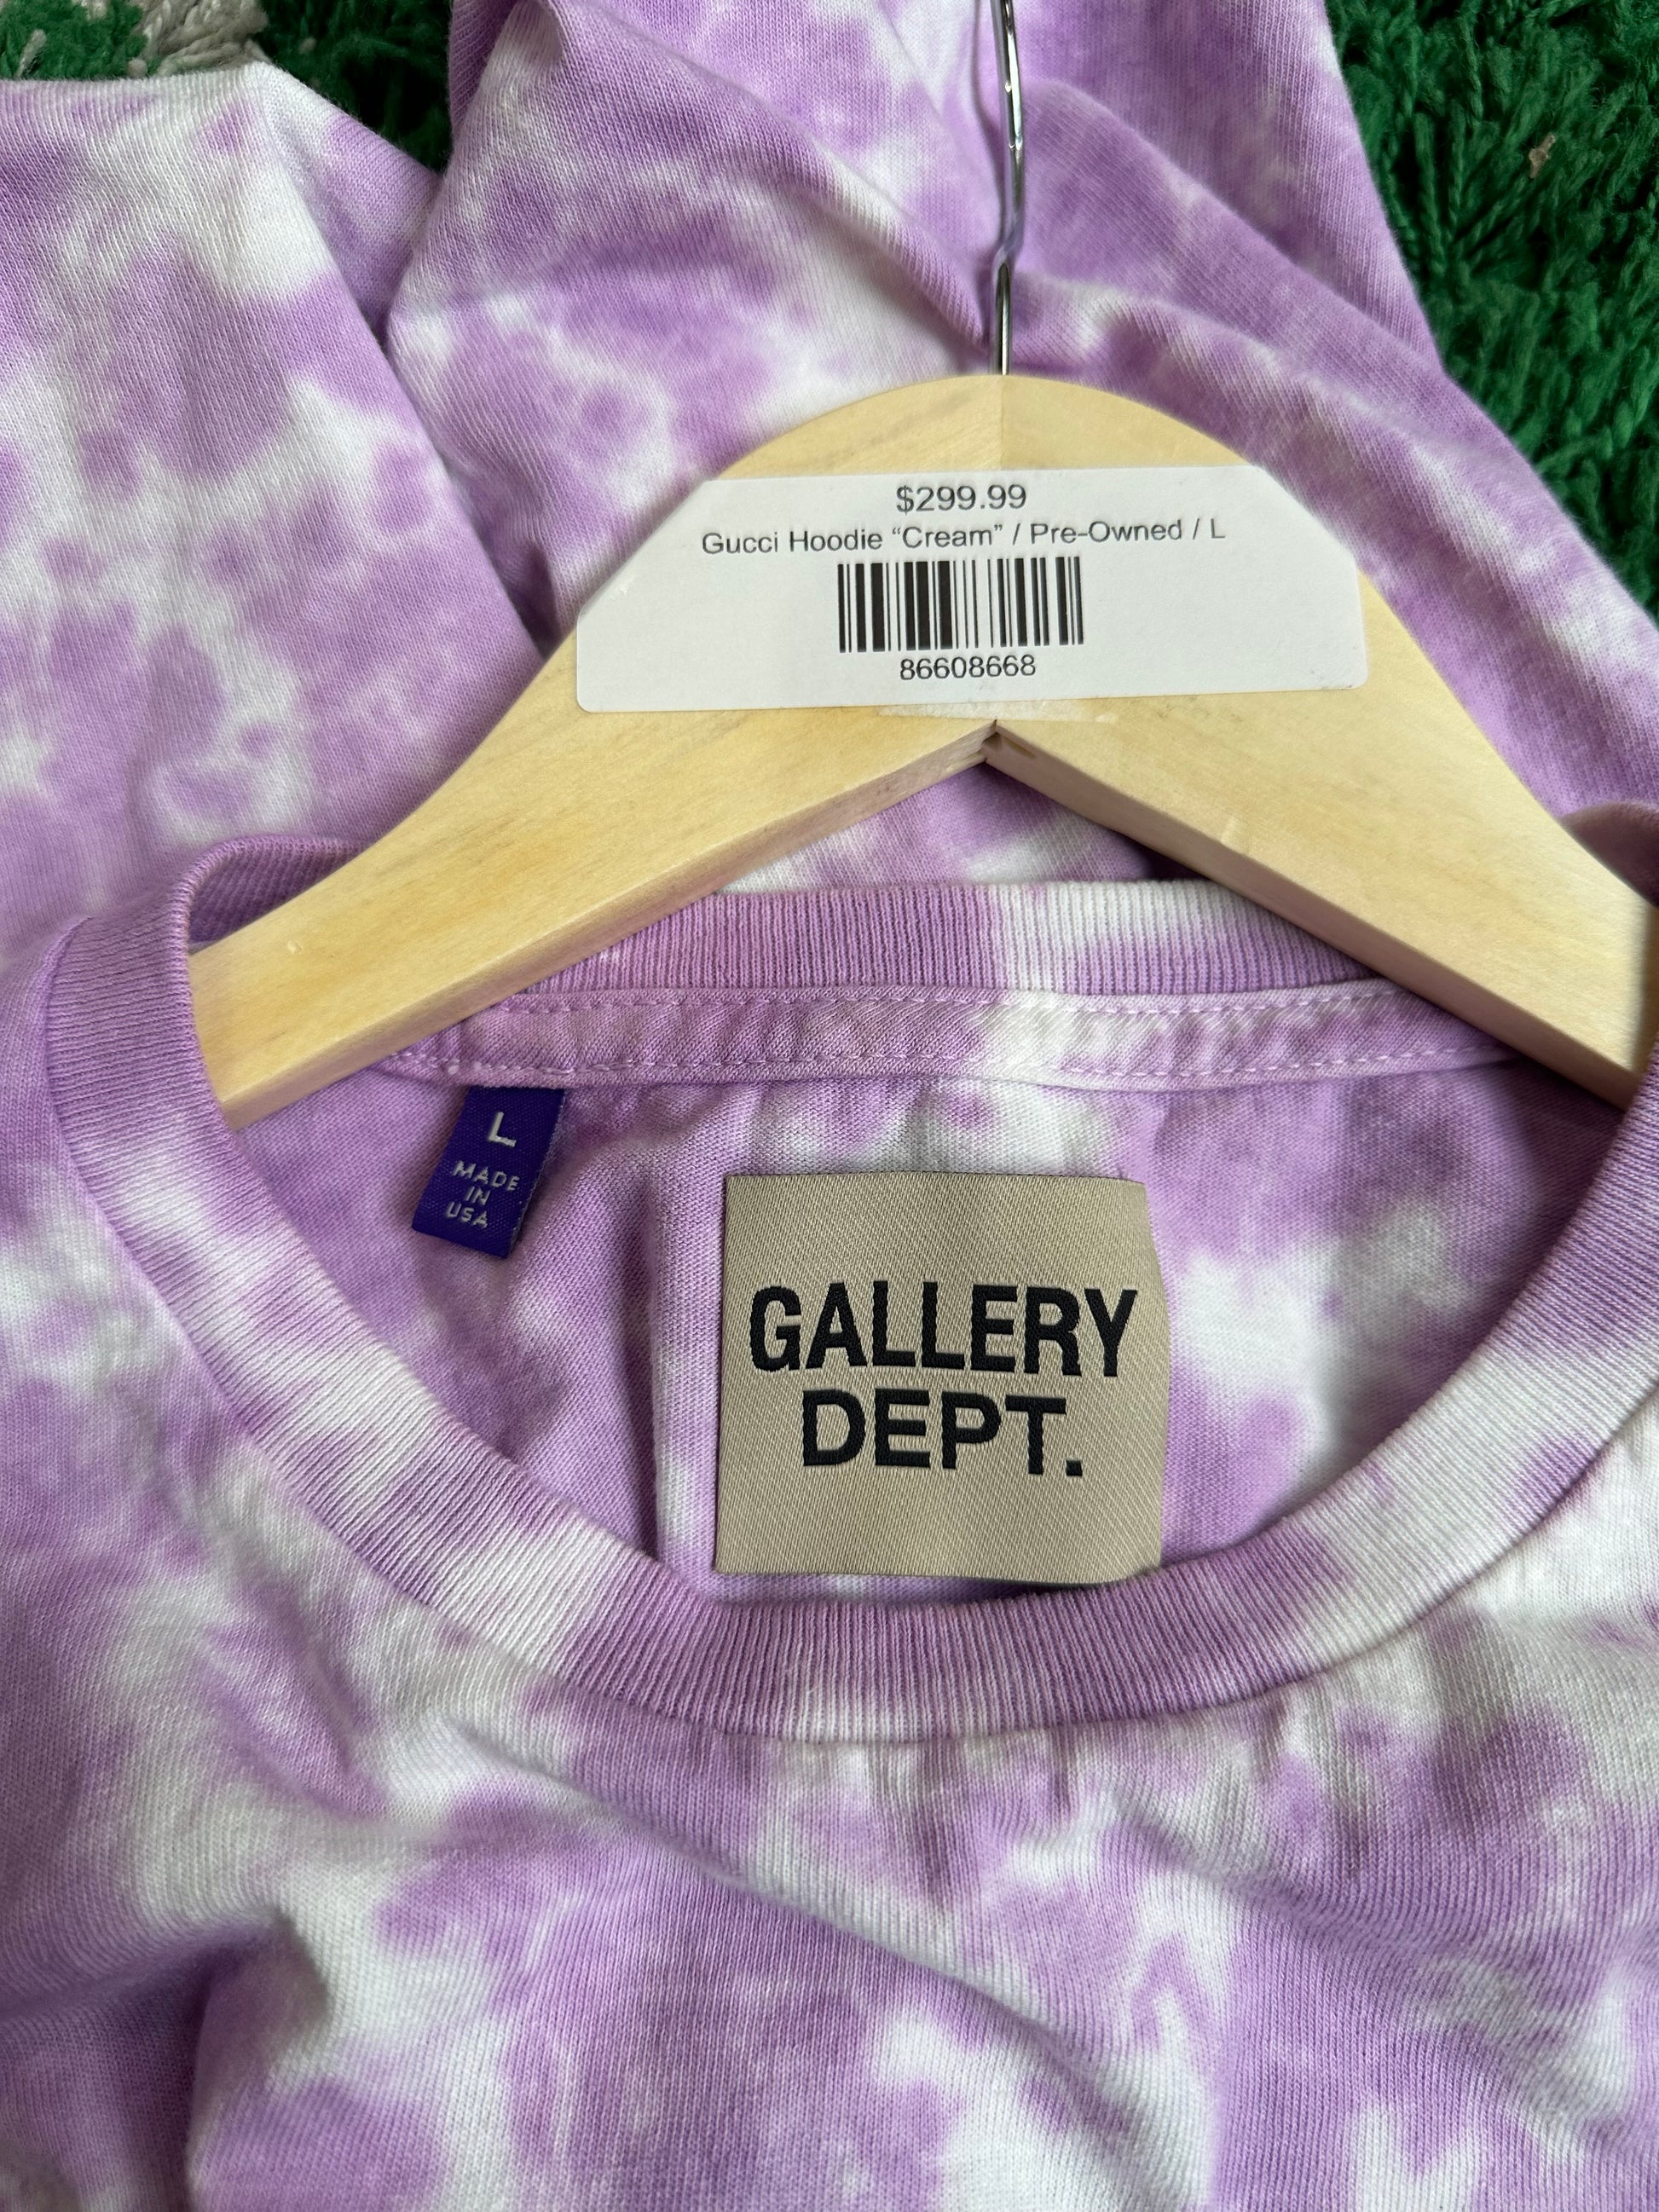 $299.99
Gucci Hoodie “Cream” / Pre-Owned / L
86608668
L
MADE
IN
USA
GALLERY
DEPT.